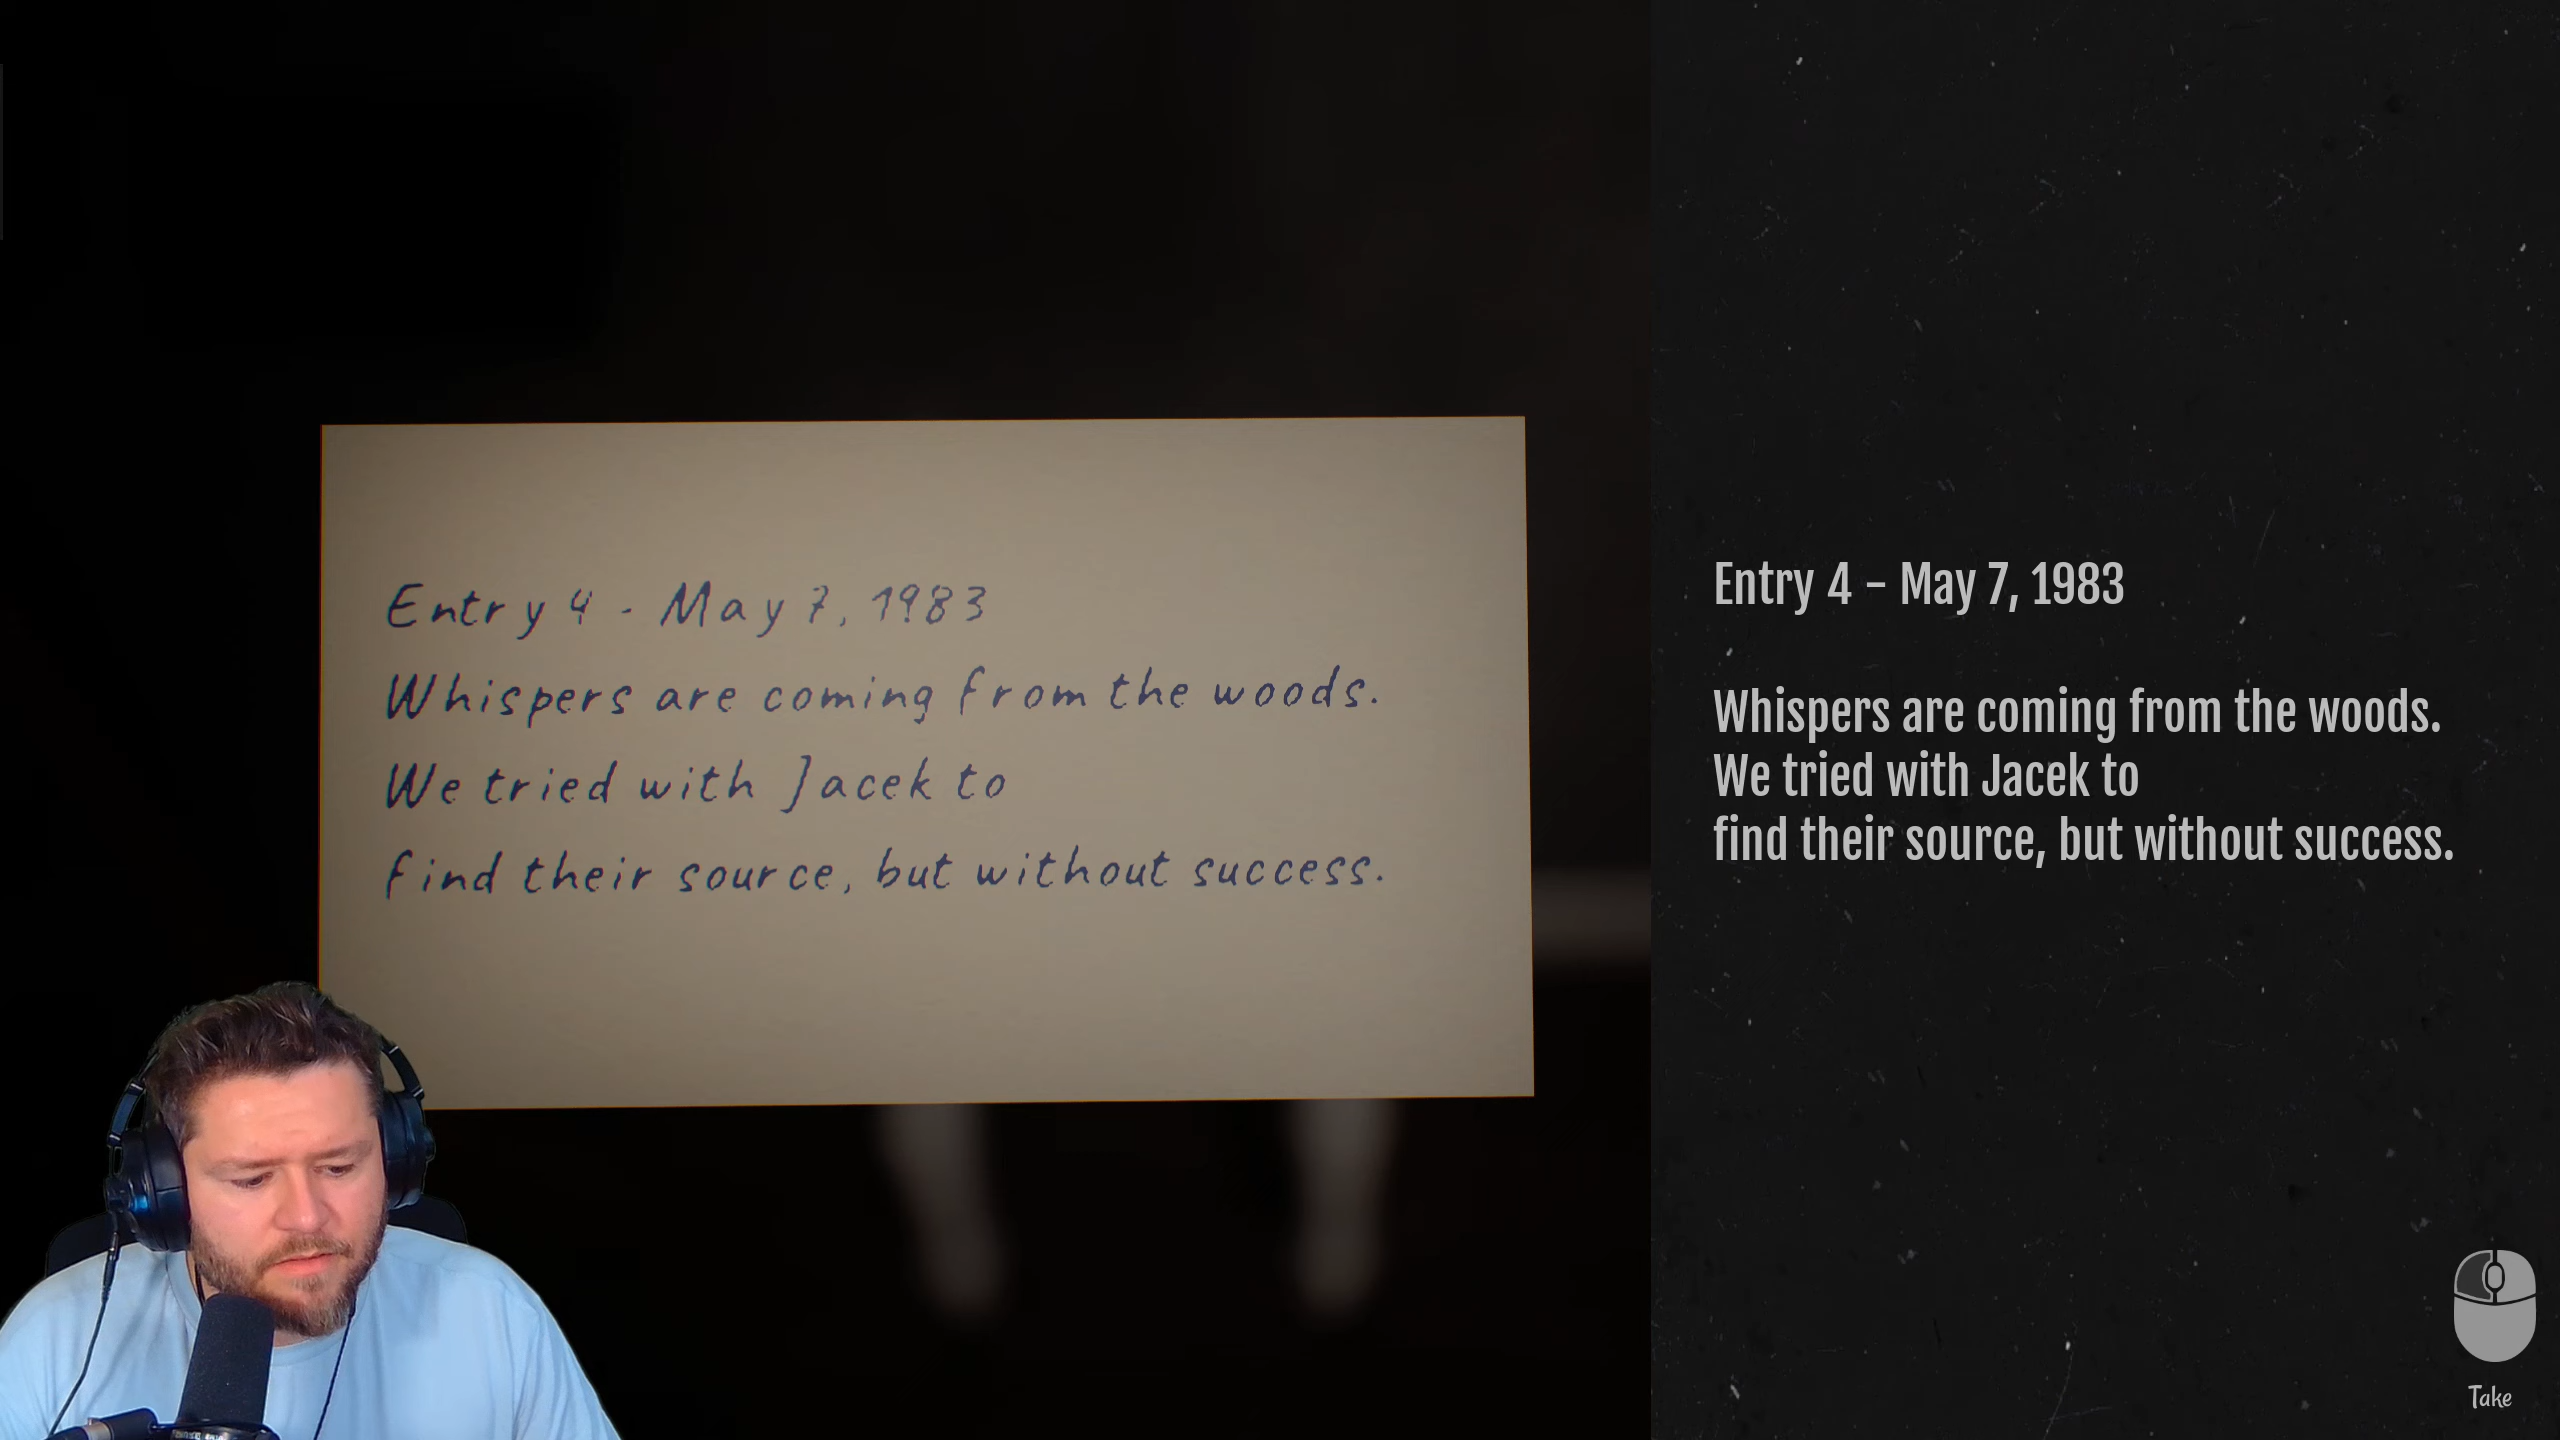 Entry 4 - May 7, 1983
Whispers are coming from the woods.
We tried with Jacek to
find their source, but without success.
Entry 4 - May 7, 1983
Whispers are coming from the woods.
We tried with Jacek to
find their source, but without success.
Take